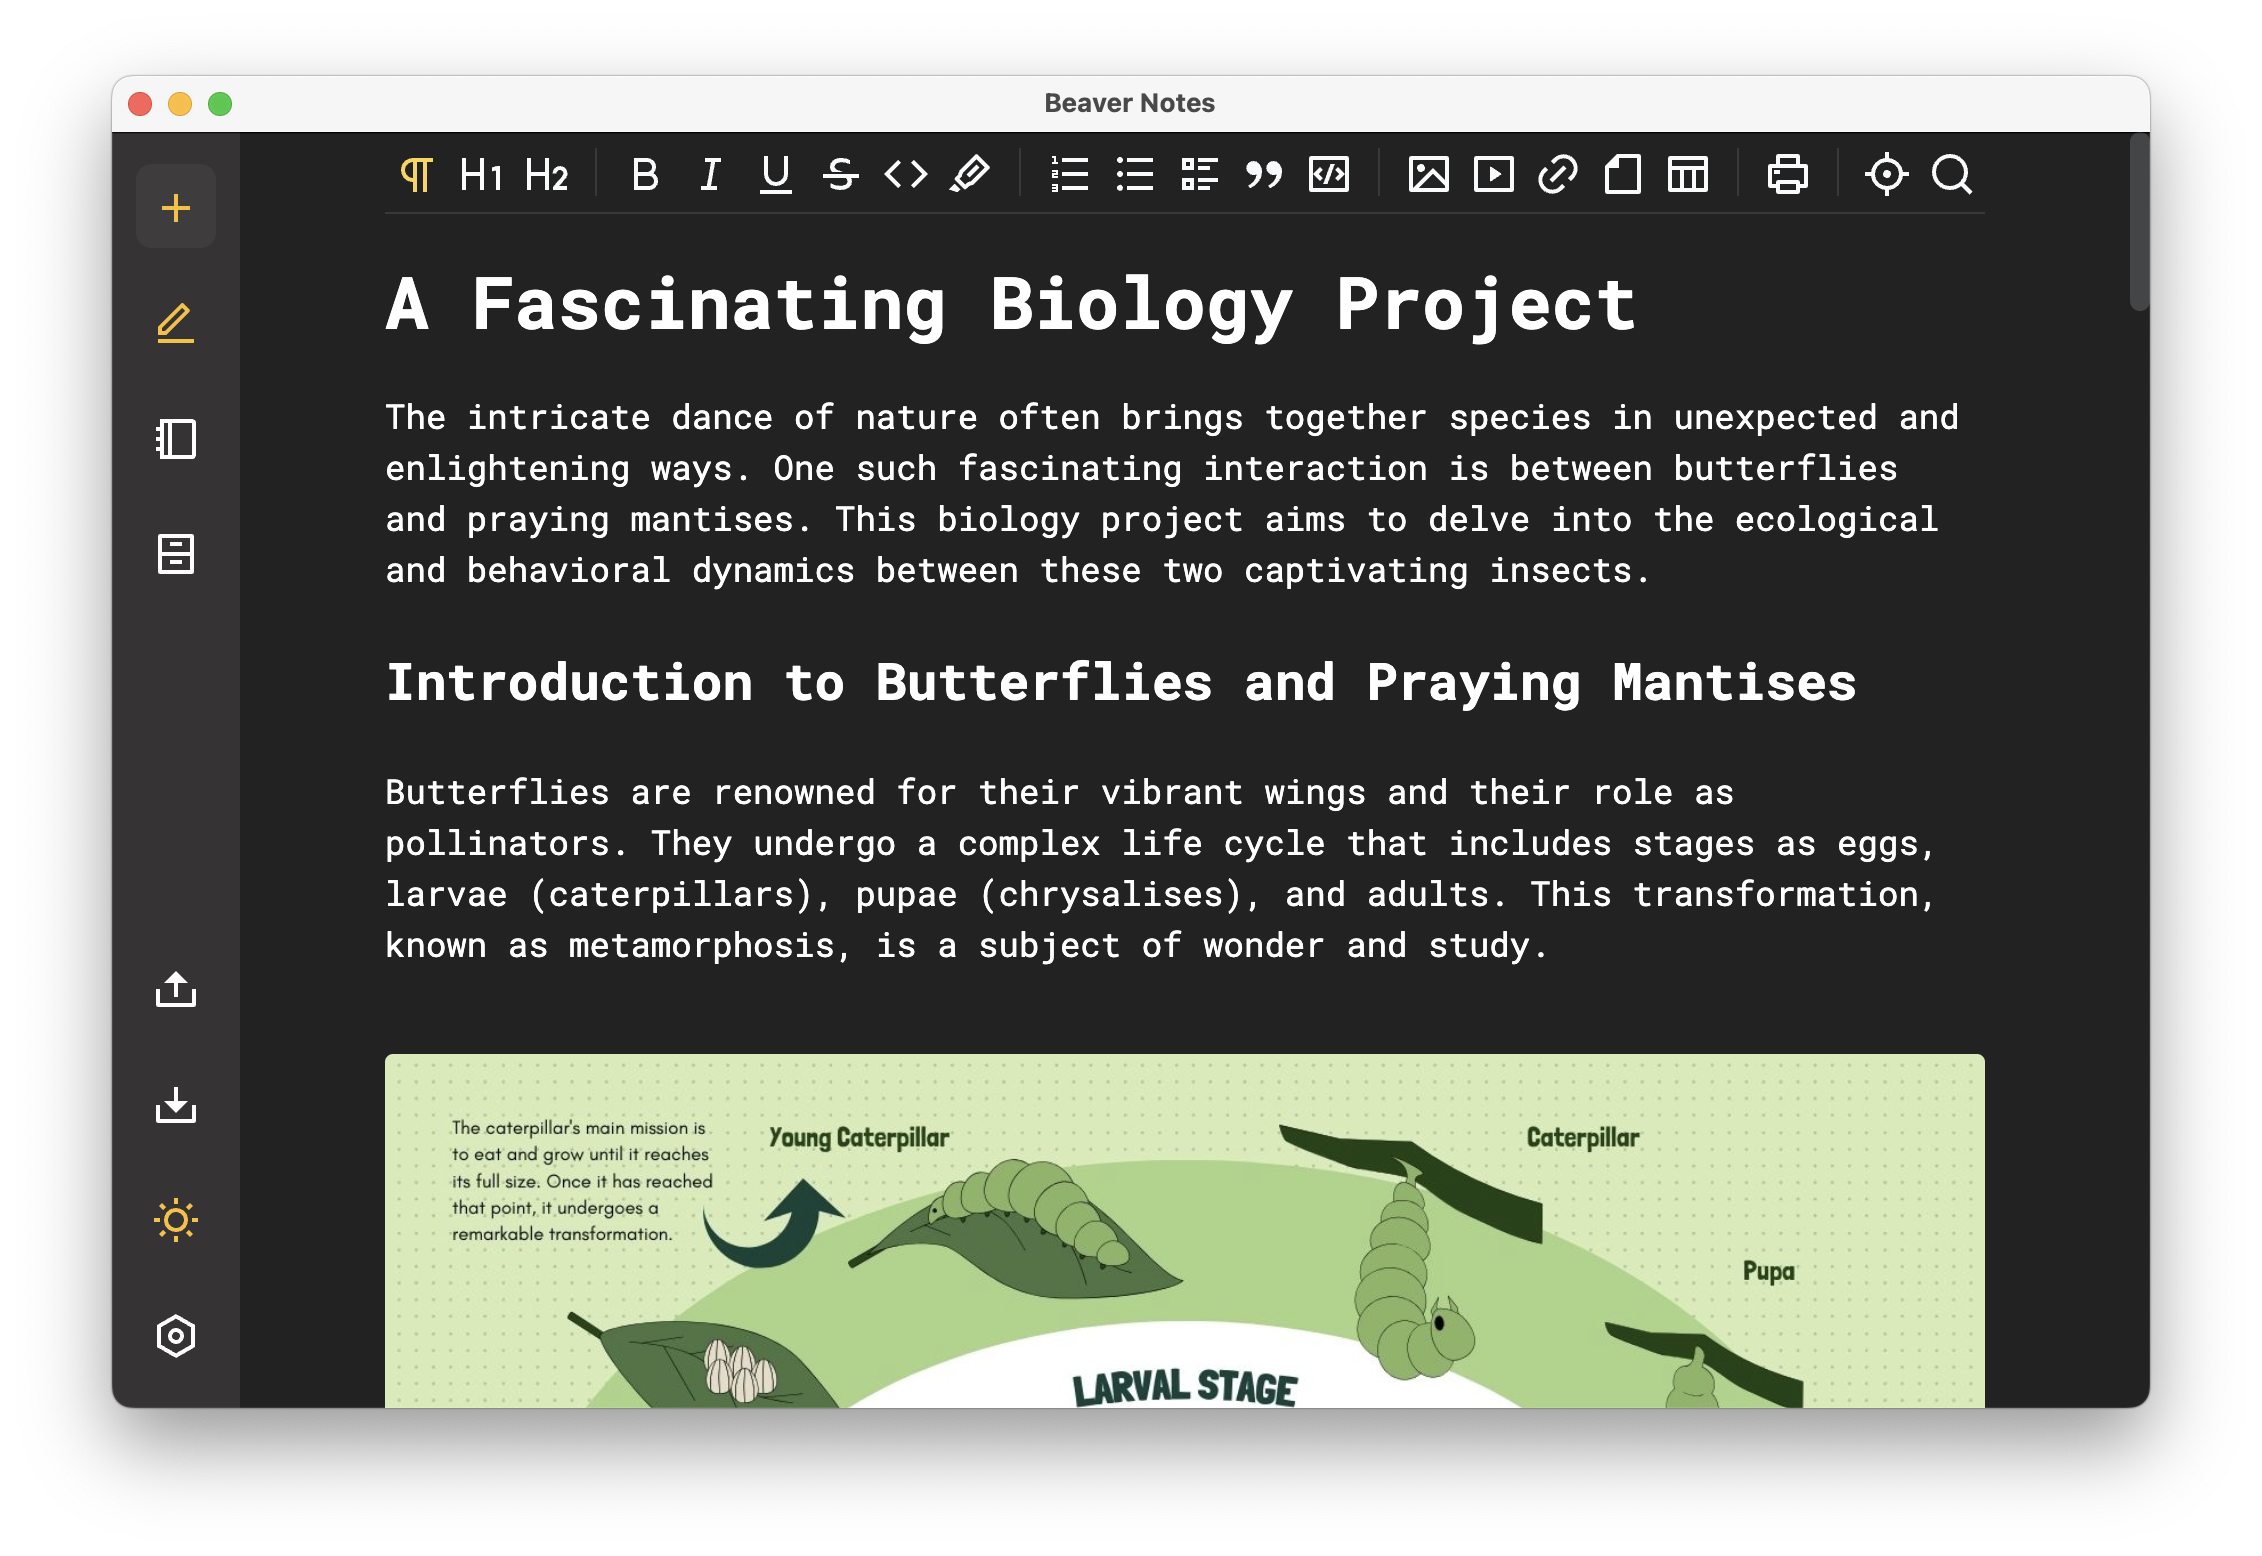 Beaver Notes
H1 H2 B I U S
A Fascinating Biology Project
The intricate dance of nature often brings together species in unexpected and
enlightening ways. One such fascinating interaction is between butterflies
and praying mantises. This biology project aims to delve into the ecological
and behavioral dynamics between these two captivating insects.
Introduction to Butterflies and Praying Mantises
Butterflies are renowned for their vibrant wings and their role as
pollinators. They undergo a complex life cycle that includes stages as eggs,
larvae (caterpillars), pupae (chrysalises), and adults. This transformation,
known as metamorphosis, is a subject of wonder and study.
The caterpillar's main mission is
to eat and grow until it reaches
its full size. Once it has reached
that point, it undergoes a
remarkable transformation.
Young Caterpillar
Caterpillar
Pupa
LARVAL STAGE